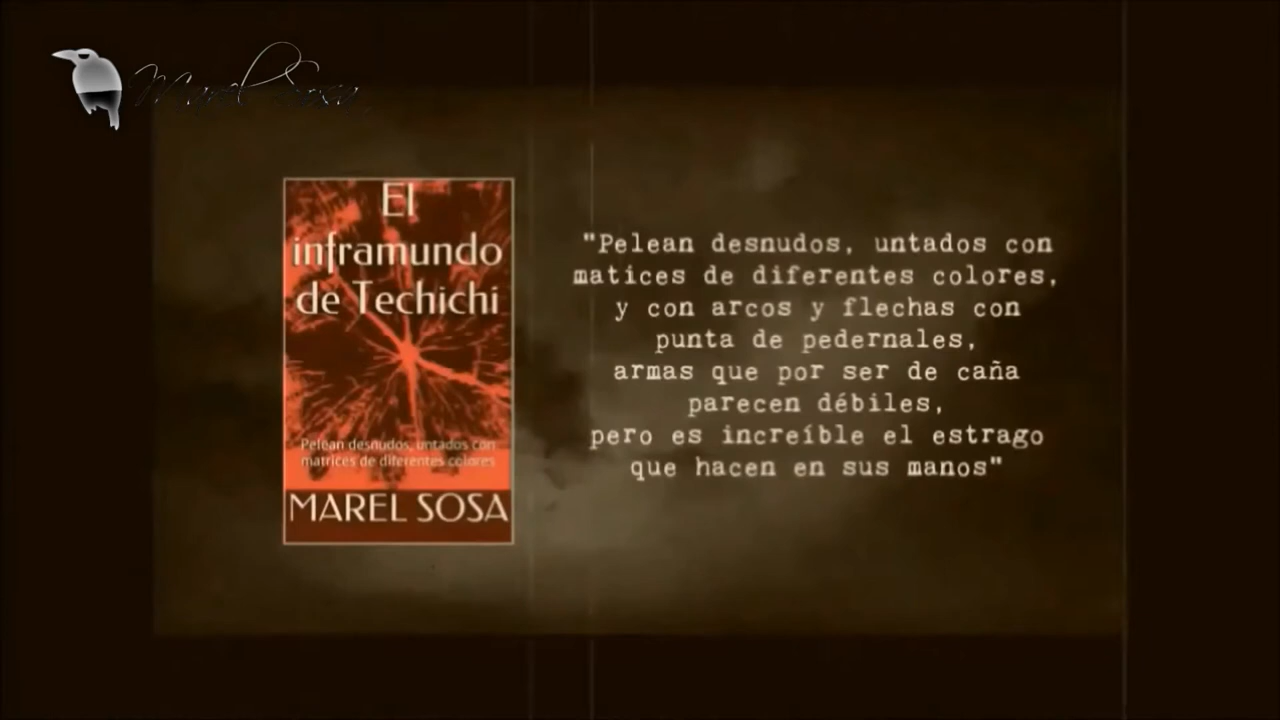 Marel Sosa
El
inframundo
de Techichi
Pelean desnudos, untados con
matrices de diferentes colores
MAREL SOSA
"Pelean desnudos, untados con
matices de diferentes colores,
y con arcos y flechas con
punta de pedernales,
armas que por ser de caña
parecen débiles,
pero es increíble el estrago
que hacen en sus manos"